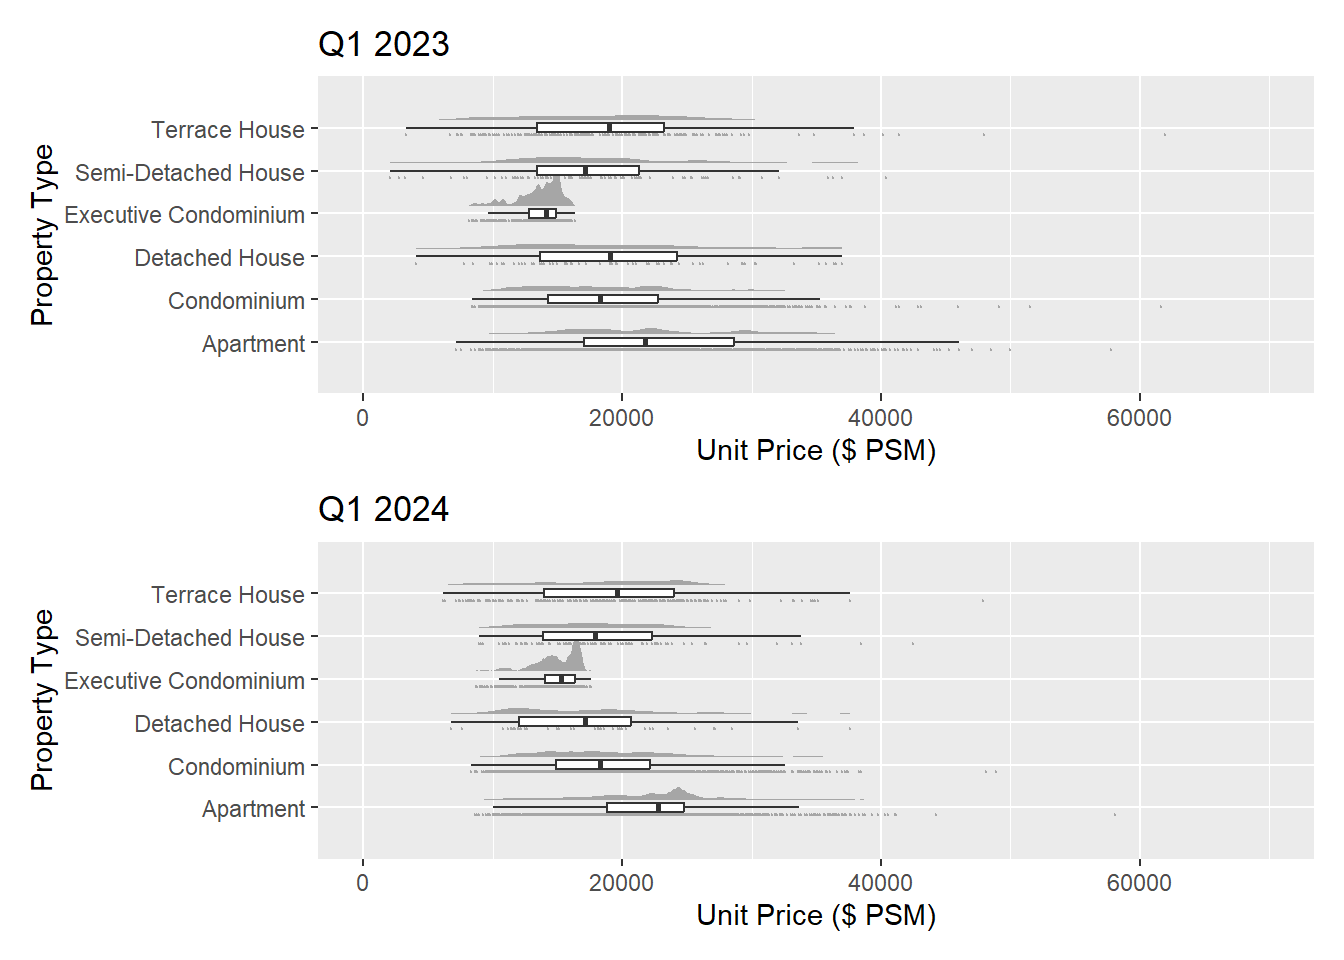 Q1 2023
Property Type
Terrace House
Semi-Detached House
Executive Condominium
Detached House
Condominium
Apartment
0 20000 40000 60000
Unit Price ($ PSM)
Q1 2024
Property Type
Terrace House
Semi-Detached House
Executive Condominium
Detached House
Condominium
Apartment
0 20000 40000 60000
Unit Price ($ PSM)